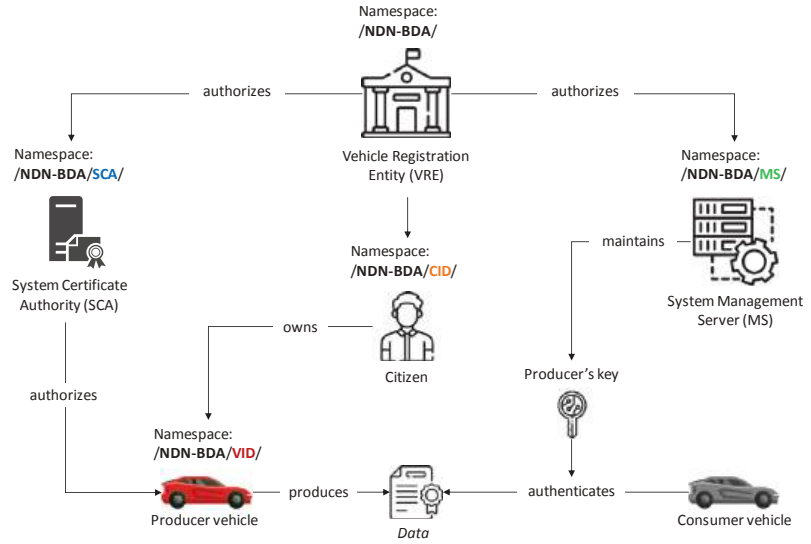 Namespace:
/NDN-BDA/
authorizes
authorizes
Namespace:
/NDN-BDA/SCA/
Vehicle Registration
Entity (VRE)
Namespace:
/NDN-BDA/MS/
Namespace:
/NDN-BDA/CID/
maintains
System Certificate
Authority (SCA)
System Management
Server (MS)
owns
Citizen
Producer's key
authorizes
Namespace:
/NDN-BDA/VID/
produces
authenticates
Producer vehicle
Data
Consumer vehicle